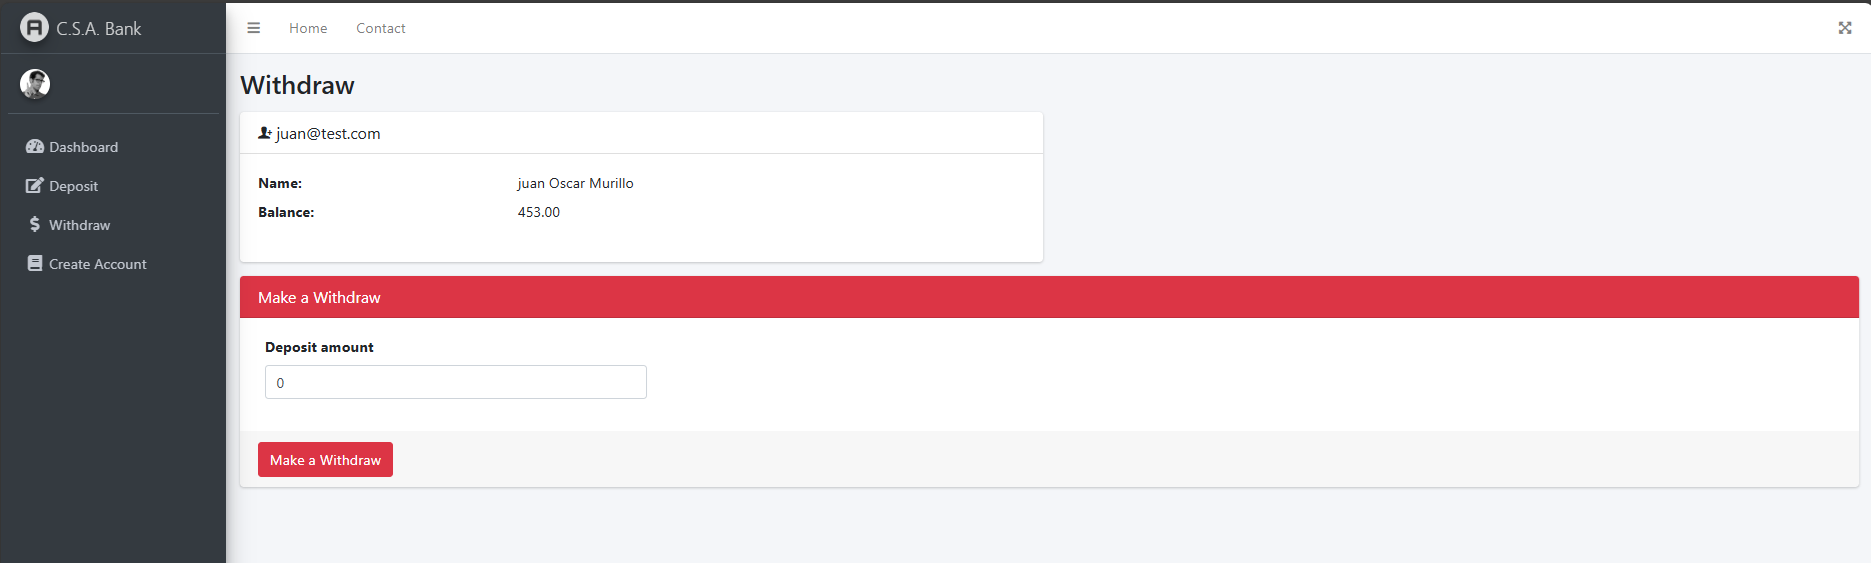 C.S.A. Bank
Home
Contact
Dashboard
Deposit
Withdraw
Create Account
Withdraw
juan@test.com
Name: juan Oscar Murillo
Balance: 453.00
Make a Withdraw
Deposit amount
0
Make a Withdraw